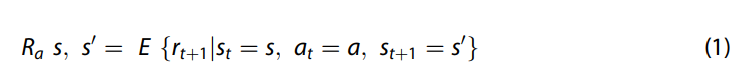 Rₐ s, s′ = E {rₜ₊₁|sₜ = s, aₜ = a, sₜ₊₁ = s′} (1)